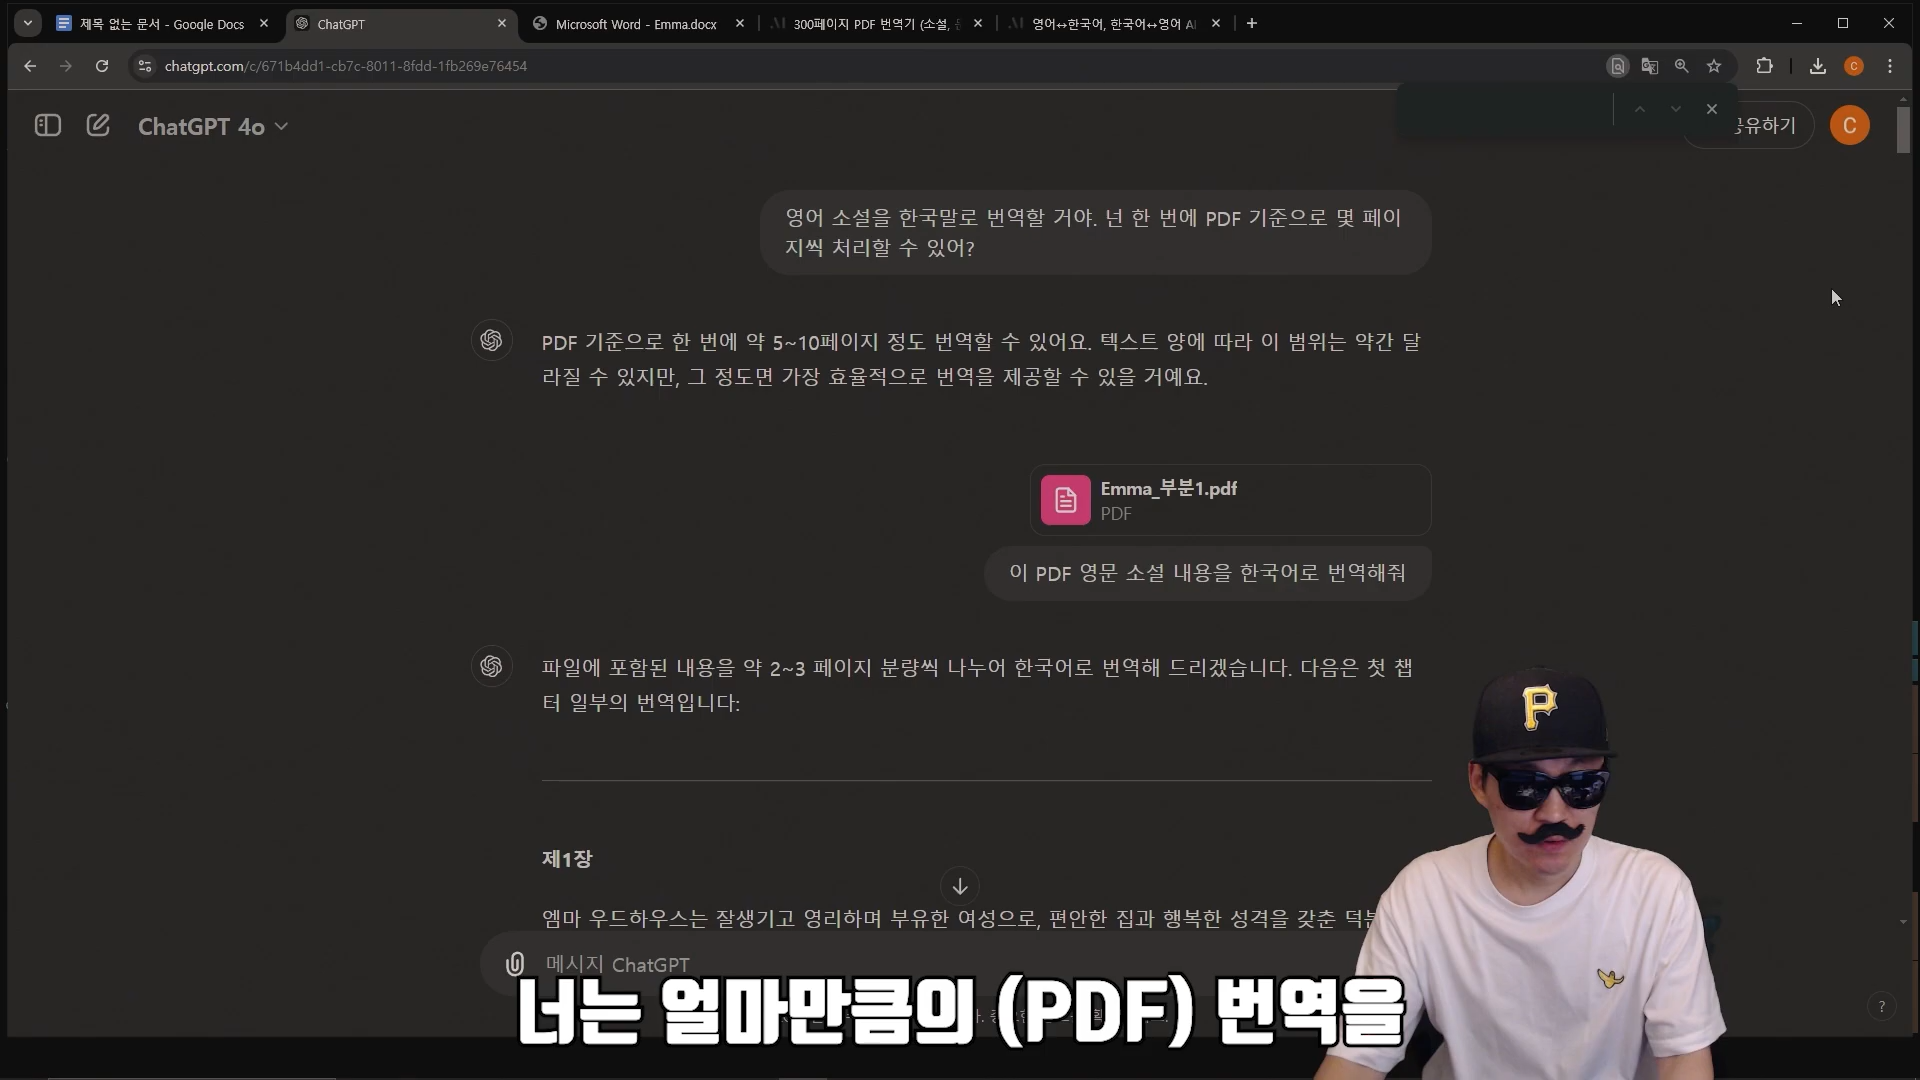 제목 없는 문서 - Google Docs
ChatGPT
Microsoft Word - Emma.docx
300페이지 PDF 번역기 (소설,
영어↔한국어, 한국어↔영어 AI
chatgpt.com/c/671b4dd1-cb7c-8011-8fdd-1fb269e76454
C
ChatGPT 4o
공유하기
C
영어 소설을 한국말로 번역할 거야. 넌 한 번에 PDF 기준으로 몇 페이
지씩 처리할 수 있어?
PDF 기준으로 한 번에 약 5~10페이지 정도 번역할 수 있어요. 텍스트 양에 따라 이 범위는 약간 달
라질 수 있지만, 그 정도면 가장 효율적으로 번역을 제공할 수 있을 거예요.
Emma_부분1.pdf
PDF
이 PDF 영문 소설 내용을 한국어로 번역해줘
파일에 포함된 내용을 약 2~3 페이지 분량씩 나누어 한국어로 번역해 드리겠습니다. 다음은 첫 챕
터 일부의 번역입니다:
P
제1장
엠마 우드하우스는 잘생기고 영리하며 부유한 여성으로, 편안한 집과 행복한 성격을 갖춘
메시지 ChatGPT
너는 얼마만큼의 (PDF) 번역을
?